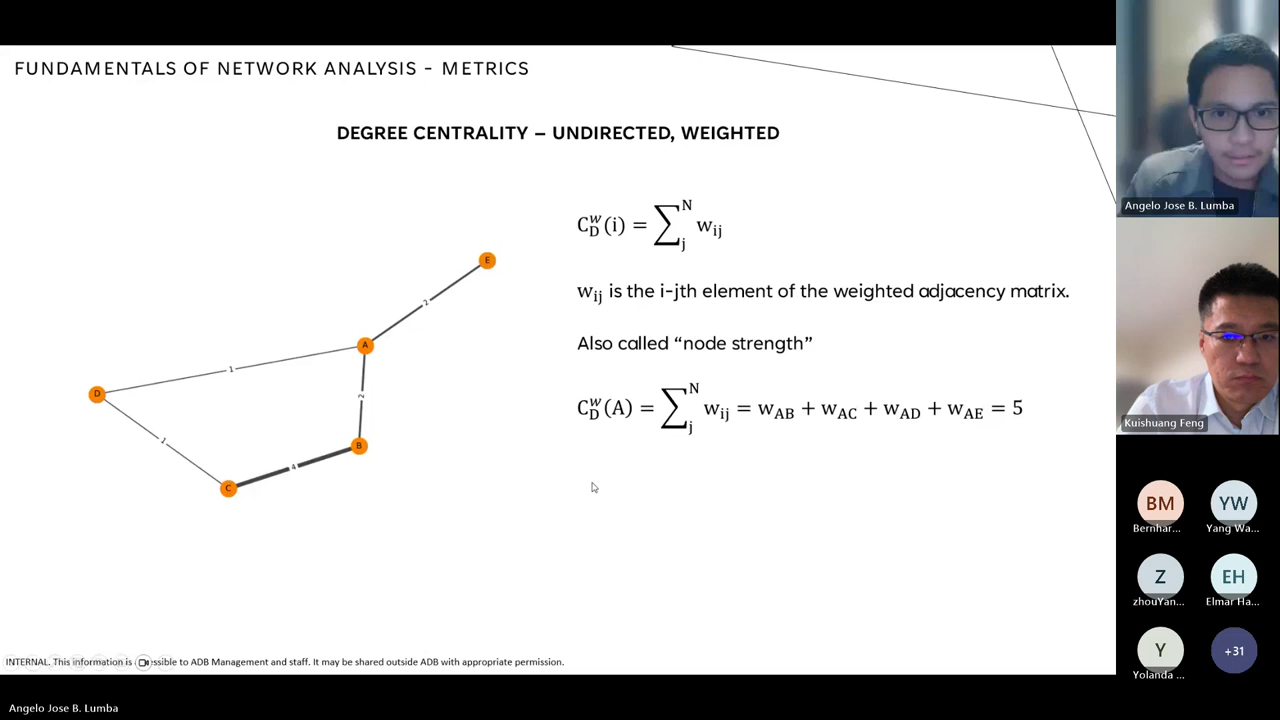 FUNDAMENTALS OF NETWORK ANALYSIS - METRICS
DEGREE CENTRALITY – UNDIRECTED, WEIGHTED
C_D^w(i) = ∑_j^N w_ij
w_ij is the i-jth element of the weighted adjacency matrix.
Also called “node strength”
C_D^w(A) = ∑_j^N w_ij = w_AB + w_AC + w_AD + w_AE = 5
E
2
A
1
D
2
1
B
4
C
INTERNAL. This information is essible to ADB Management and staff. It may be shared outside ADB with appropriate permission.
Angelo Jose B. Lumba
Angelo Jose B. Lumba
Kuishuang Feng
BM
YW
Bernhar...
Yang Wa...
Z
EH
zhouYan...
Elmar Ha...
Y
+31
Yolanda ...